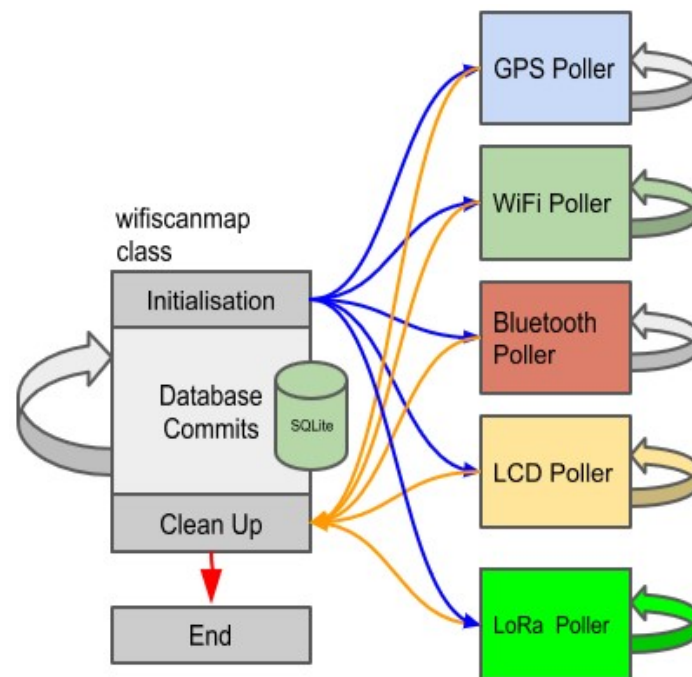 wifiscanmap
class
Initialisation
Database
Commits
SQLite
Clean Up
End
GPS Poller
WiFi Poller
Bluetooth
Poller
LCD Poller
LoRa Poller